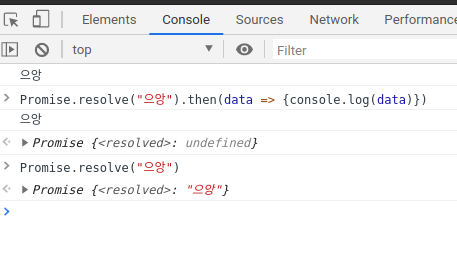 Elements Console Sources Network Performance
top Filter
으앙
Promise.resolve("으앙").then(data => {console.log(data)})
으앙
Promise {<resolved>: undefined}
Promise.resolve("으앙")
Promise {<resolved>: "으앙"}